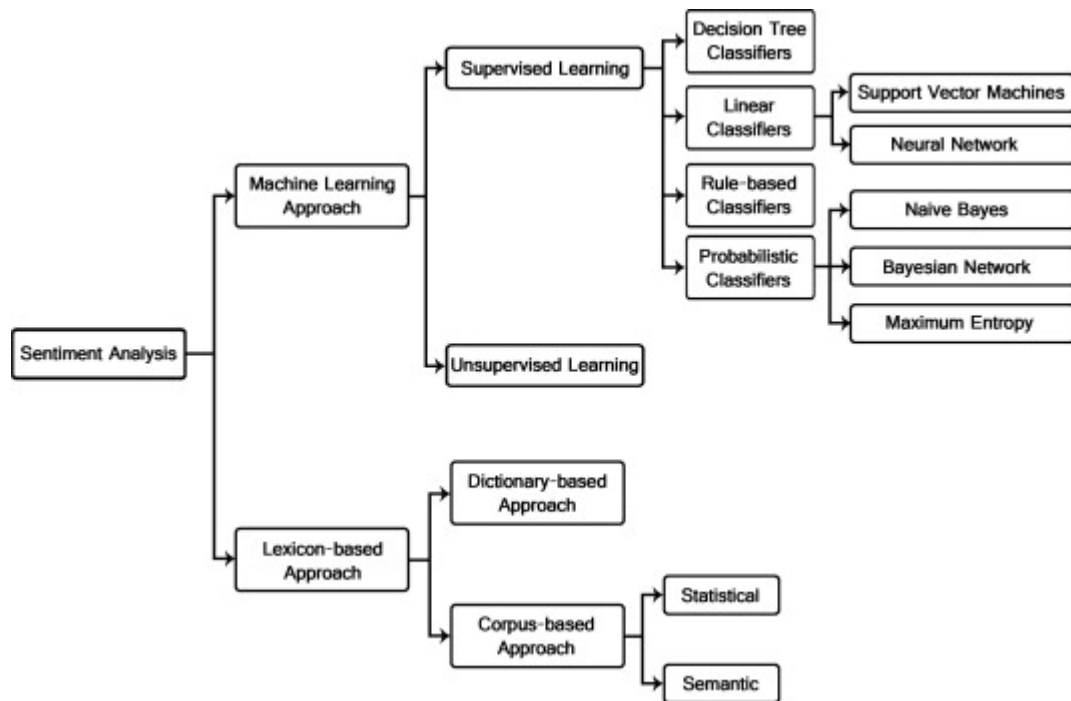 Decision Tree
Classifiers
Supervised Learning
Support Vector Machines
Linear
Classifiers
Neural Network
Machine Learning
Approach
Rule-based
Classifiers
Naive Bayes
Probabilistic
Classifiers
Bayesian Network
Maximum Entropy
Sentiment Analysis
Unsupervised Learning
Dictionary-based
Approach
Lexicon-based
Approach
Statistical
Corpus-based
Approach
Semantic